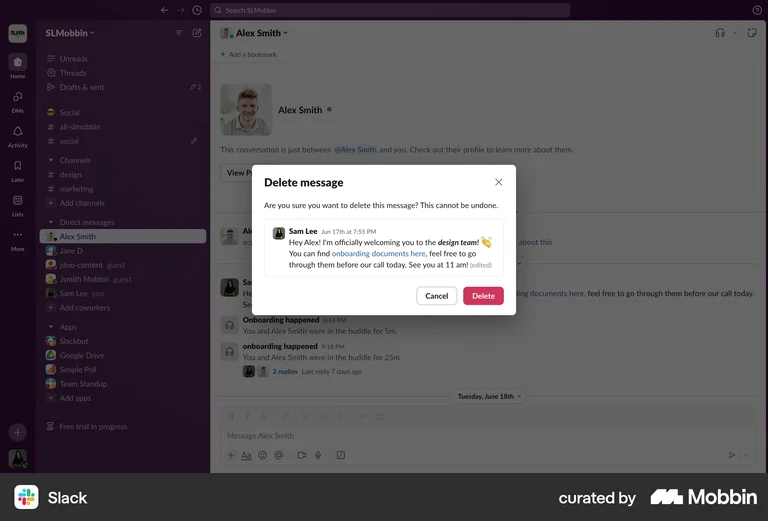 Search SLMobbin
SLMobbin
Alex Smith
Add a bookmark
Home
DMs
Activity
Later
Lists
More
Unreads
Threads
Drafts & sent
2
Social
# all-slmobbin
# social
Channels
# design
# marketing
Add channels
Direct messages
Alex Smith
Jane D
jdoe-content guest
Jsmith Mobbin guest
Sam Lee you
Add coworkers
Apps
Slackbot
Google Drive
Simple Poll
Team Standup
Add apps
Free trial in progress
Alex Smith
This conversation is just between @Alex Smith and you. Check out their profile to learn more about them.
View
about this
documents here, feel free to go through them before our call today.
Onboarding happened 8:14 PM
You and Alex Smith were in the huddle for 5m.
onboarding happened 9:18 PM
You and Alex Smith were in the huddle for 25m.
2 replies Last reply 7 days ago.
Tuesday, June 18th
Message Alex Smith
Aa
Delete message
Are you sure you want to delete this message? This cannot be undone.
Sam Lee Jun 17th at 7:55 PM
Hey Alex! I'm officially welcoming you to the design team! 👏
You can find onboarding documents here, feel free to go
through them before our call today. See you at 11 am! (edited)
Cancel
Delete
Slack
curated by Mobbin